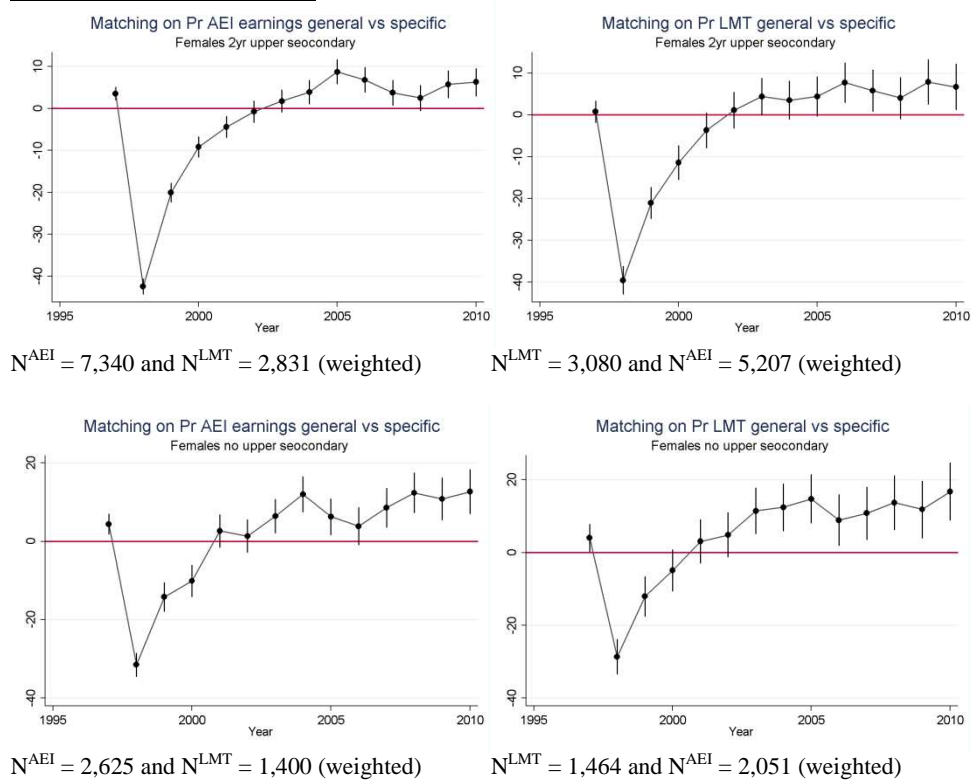 Matching on Pr AEI earnings general vs specific
Females 2yr upper seocondary
10
0
-10
-20
-30
-40
1995
2000
2005
2010
Year
Matching on Pr LMT general vs specific
Females 2yr upper seocondary
10
0
-10
-20
-30
-40
1995
2000
2005
2010
Year
N^AEI = 7,340 and N^LMT = 2,831 (weighted)
N^LMT = 3,080 and N^AEI = 5,207 (weighted)
Matching on Pr AEI earnings general vs specific
Females no upper seocondary
20
0
-20
-40
1995
2000
2005
2010
Year
Matching on Pr LMT general vs specific
Females no upper seocondary
20
0
-20
-40
1995
2000
2005
2010
Year
N^AEI = 2,625 and N^LMT = 1,400 (weighted)
N^LMT = 1,464 and N^AEI = 2,051 (weighted)